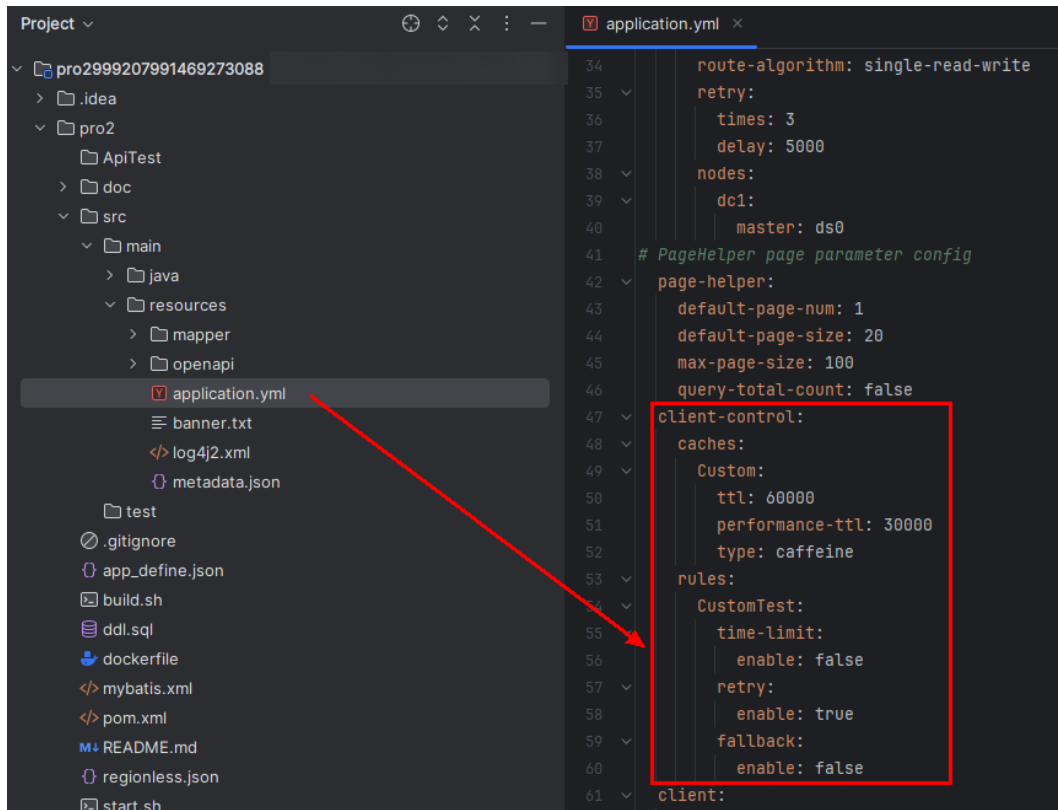 Project
pro2999207991469273088
.idea
pro2
ApiTest
doc
src
main
java
resources
mapper
openapi
application.yml
banner.txt
log4j2.xml
metadata.json
test
.gitignore
app_define.json
build.sh
ddl.sql
dockerfile
mybatis.xml
pom.xml
README.md
regionless.json
start.sh
application.yml
34 route-algorithm: single-read-write
35 retry:
36 times: 3
37 delay: 5000
38 nodes:
39 dc1:
40 master: ds0
41 # PageHelper page parameter config
42 page-helper:
43 default-page-num: 1
44 default-page-size: 20
45 max-page-size: 100
46 query-total-count: false
47 client-control:
48 caches:
49 Custom:
50 ttl: 60000
51 performance-ttl: 30000
52 type: caffeine
53 rules:
54 CustomTest:
55 time-limit:
56 enable: false
57 retry:
58 enable: true
59 fallback:
60 enable: false
61 client: